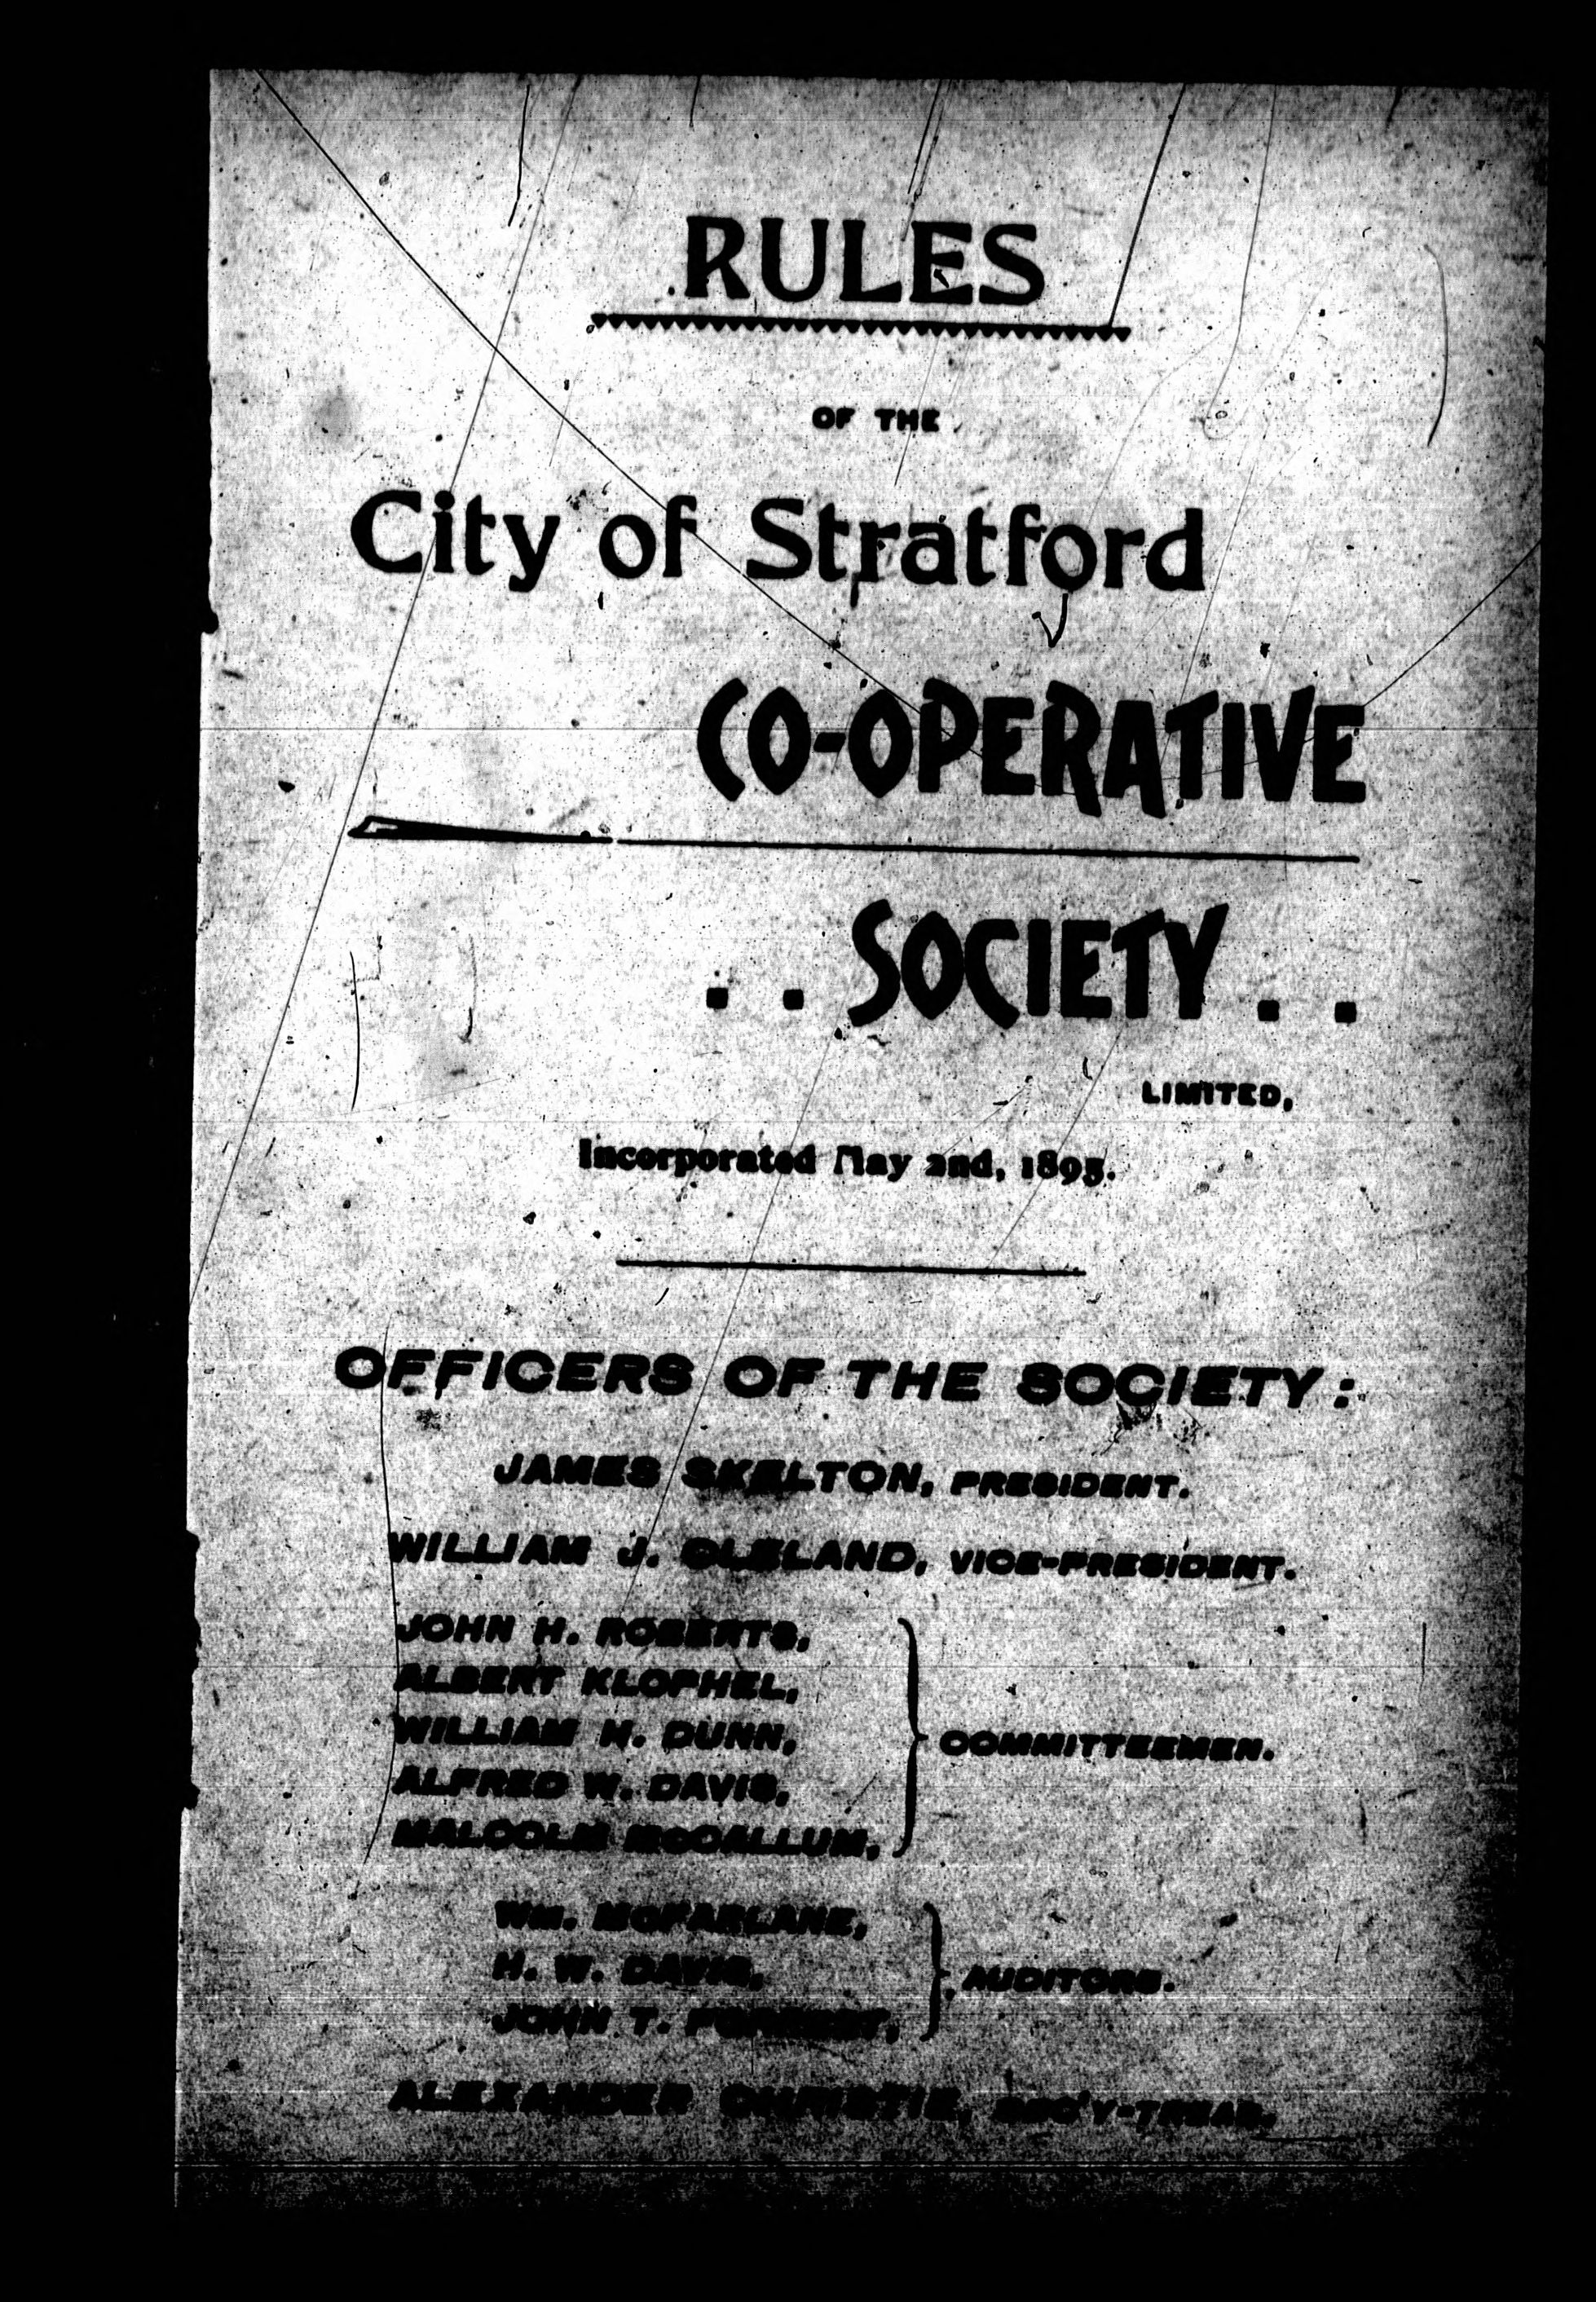 RULES
OF THE
City of Stratford
CO-OPERATIVE
. . SOCIETY . .
LIMITED,
Incorporated May 2nd, 1895.
OFFICERS OF THE SOCIETY:
JAMES SKELTON, PRESIDENT.
WILLIAM J. CLELAND, VICE-PRESIDENT.
JOHN H. ROBERTS,
ALBERT KLOPHEL,
WILLIAM H. DUNN,
ALFRED W. DAVIS,
MALCOLM McCALLUM,
COMMITTEEMEN.
WM. McFARLANE,
H. W. DAVIS,
JOHN T.
AUDITORS.
ALEXANDER CHRISTIE, SEC'Y-TREAS.